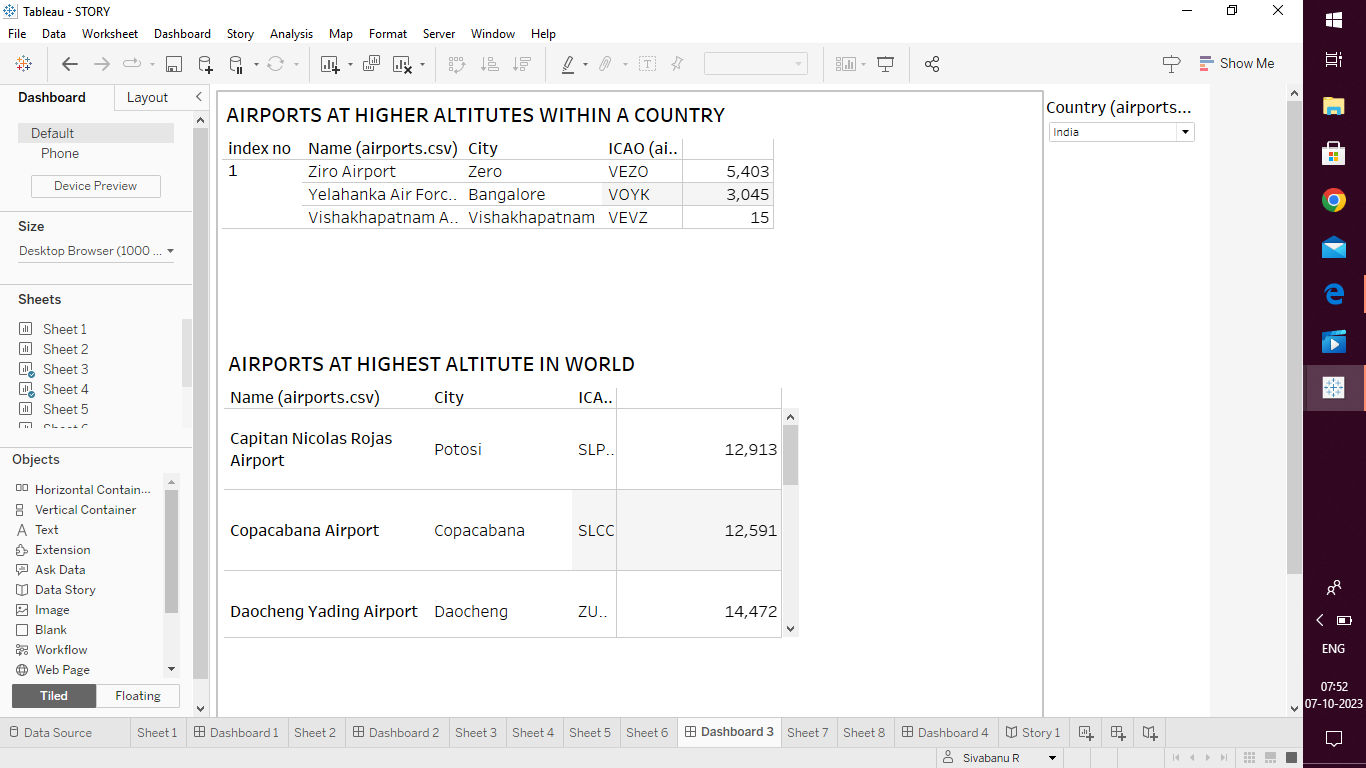 Tableau - STORY
File Data Worksheet Dashboard Story Analysis Map Format Server Window Help
Show Me
Dashboard Layout
Default
Phone
Device Preview
Size
Desktop Browser (1000 ...
Sheets
Sheet 1
Sheet 2
Sheet 3
Sheet 4
Sheet 5
Objects
Horizontal Contain...
Vertical Container
Text
Extension
Ask Data
Data Story
Image
Blank
Workflow
Web Page
Tiled Floating
AIRPORTS AT HIGHER ALTITUTES WITHIN A COUNTRY
index no Name (airports.csv) City ICAO (ai..
1 Ziro Airport Zero VEZO 5,403
Yelahanka Air Forc.. Bangalore VOYK 3,045
Vishakhapatnam A.. Vishakhapatnam VEVZ 15
AIRPORTS AT HIGHEST ALTITUTE IN WORLD
Name (airports.csv) City ICA..
Capitan Nicolas Rojas
Airport Potosi SLP.. 12,913
Copacabana Airport Copacabana SLCC 12,591
Daocheng Yading Airport Daocheng ZU.. 14,472
Country (airports...
India
Data Source Sheet 1 Dashboard 1 Sheet 2 Dashboard 2 Sheet 3 Sheet 4 Sheet 5 Sheet 6 Dashboard 3 Sheet 7 Sheet 8 Dashboard 4 Story 1
Sivabanu R
ENG
07:52
07-10-2023